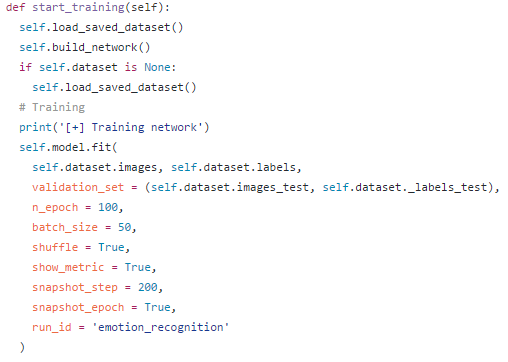 def start_training(self):
  self.load_saved_dataset()
  self.build_network()
  if self.dataset is None:
    self.load_saved_dataset()
  # Training
  print('[+] Training network')
  self.model.fit(
    self.dataset.images, self.dataset.labels,
    validation_set = (self.dataset.images_test, self.dataset._labels_test),
    n_epoch = 100,
    batch_size = 50,
    shuffle = True,
    show_metric = True,
    snapshot_step = 200,
    snapshot_epoch = True,
    run_id = 'emotion_recognition'
  )